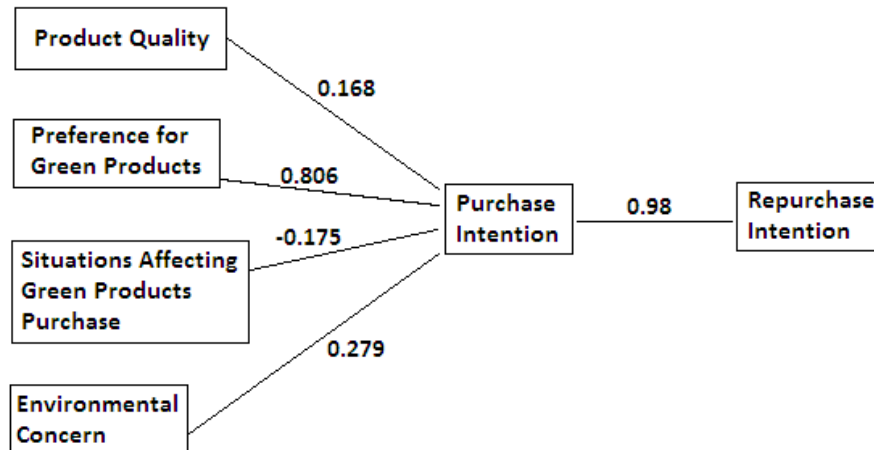 Product Quality
0.168
Preference for
Green Products
0.806
Purchase
Intention
0.98
Repurchase
Intention
-0.175
Situations Affecting
Green Products
Purchase
0.279
Environmental
Concern